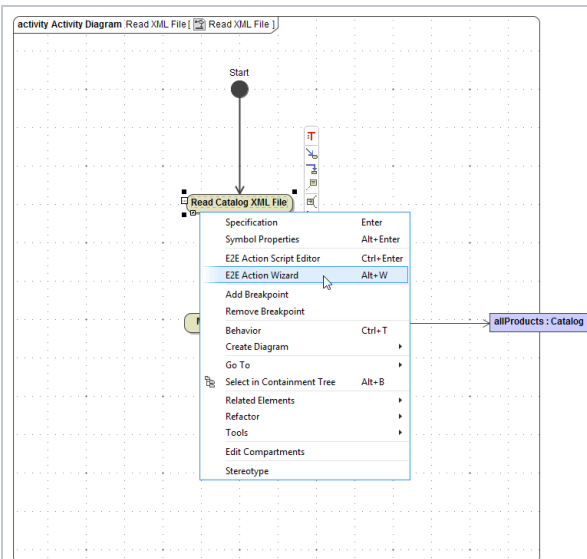 activity Activity Diagram Read XML File [ Read XML File ]
Start
Read Catalog XML File
Specification Enter
Symbol Properties Alt+Enter
E2E Action Script Editor Ctrl+Enter
E2E Action Wizard Alt+W
Add Breakpoint
Remove Breakpoint
allProducts : Catalog
Behavior Ctrl+T
Create Diagram
Go To
Select in Containment Tree Alt+B
Related Elements
Refactor
Tools
Edit Compartments
Stereotype